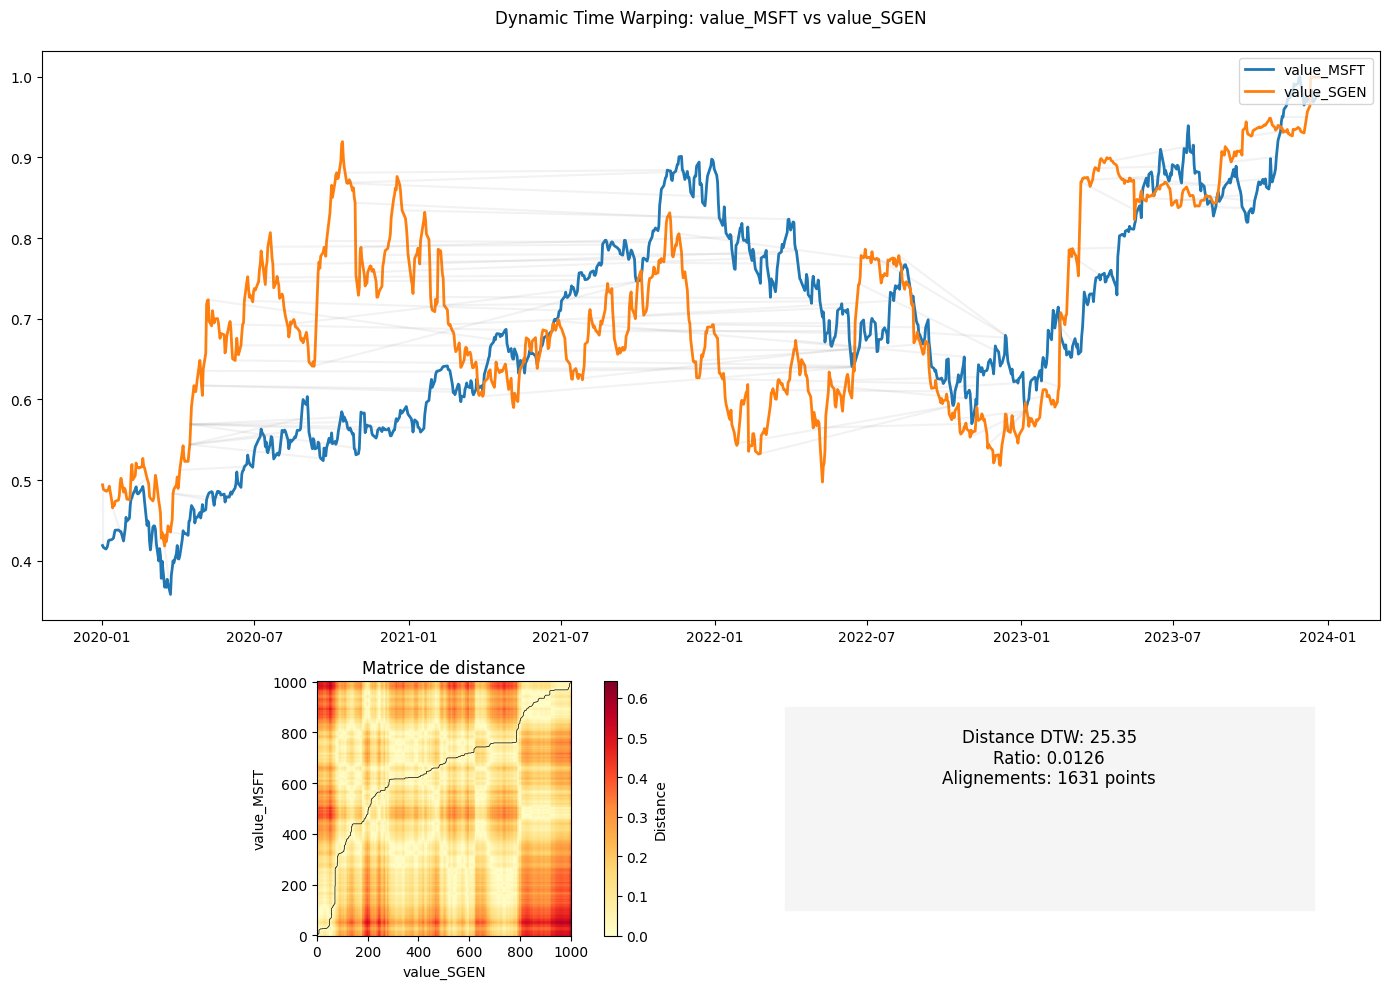 Dynamic Time Warping: value_MSFT vs value_SGEN
value_MSFT
value_SGEN
1.0
0.9
0.8
0.7
0.6
0.5
0.4
2020-01 2020-07 2021-01 2021-07 2022-01 2022-07 2023-01 2023-07 2024-01
Matrice de distance
value_MSFT
1000
800
600
400
200
0
0 200 400 600 800 1000
value_SGEN
0.6
0.5
0.4
0.3
0.2
0.1
0.0
Distance
Distance DTW: 25.35
Ratio: 0.0126
Alignements: 1631 points